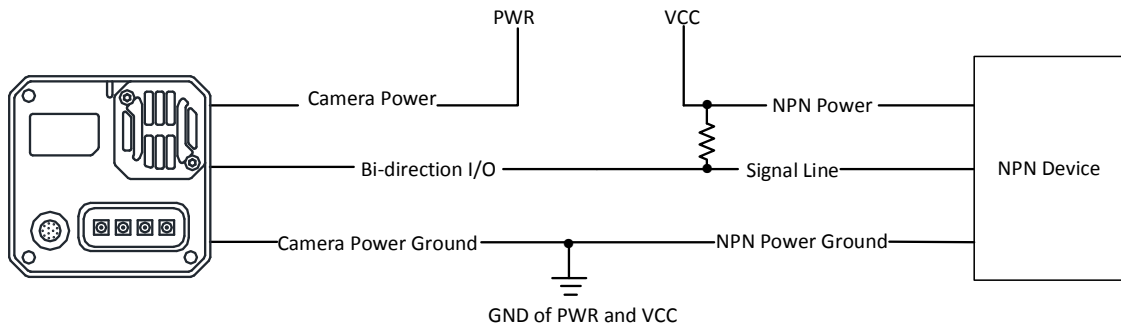 PWR
VCC
Camera Power
NPN Power
Bi-direction I/O
Signal Line
NPN Device
Camera Power Ground
NPN Power Ground
GND of PWR and VCC